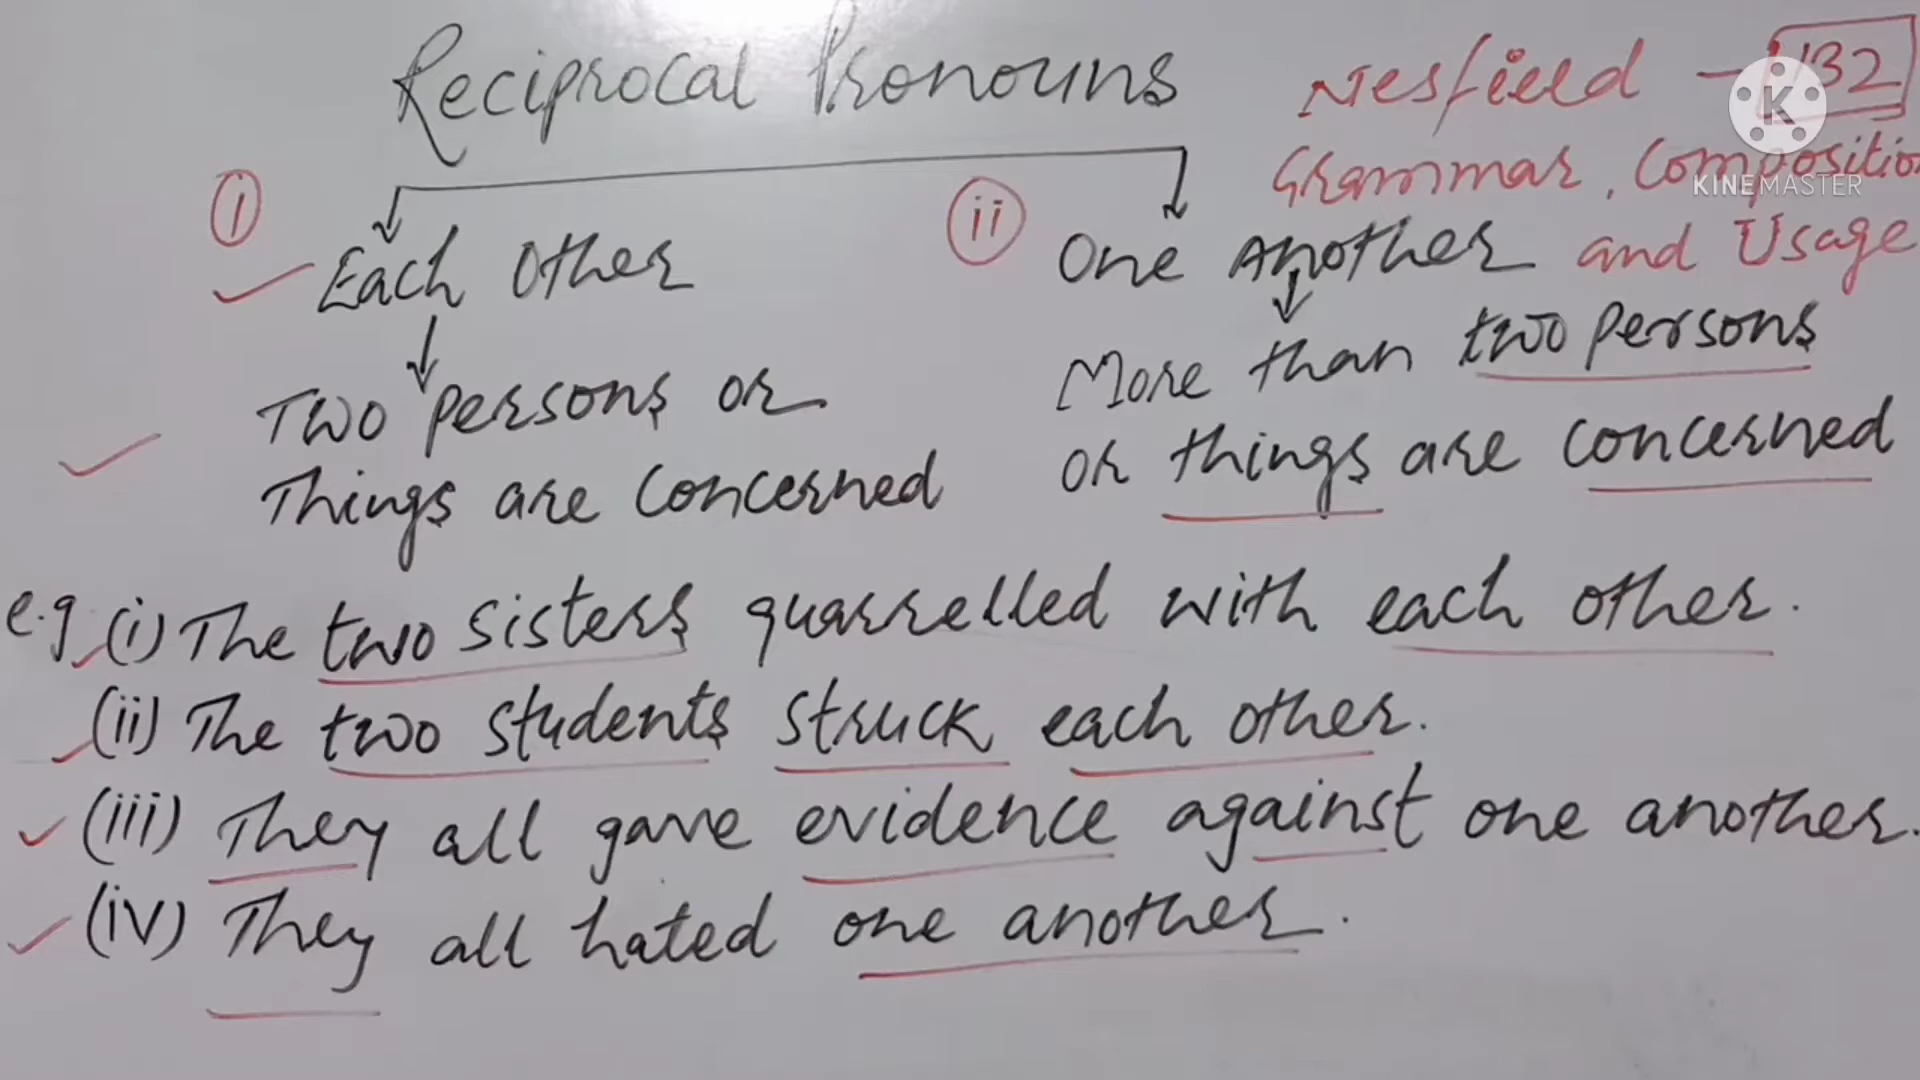 Reciprocal Pronouns
Nesfield - 132
Grammar, Composition
and Usage
(i) Each Other
(ii) One Another
Two persons or
Things are concerned
More than two persons
or things are concerned
e.g (i) The two sisters quarrelled with each other.
(ii) The two students struck each other.
(iii) They all gave evidence against one another.
(iv) They all hated one another.
K
KINEMASTER